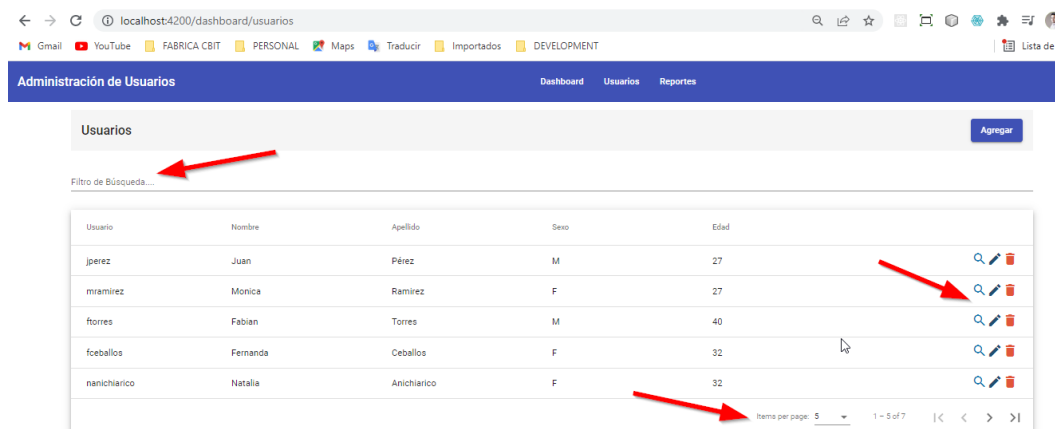 localhost:4200/dashboard/usuarios
Gmail YouTube FABRICA CBIT PERSONAL Maps Traducir Importados DEVELOPMENT Lista de
Administración de Usuarios Dashboard Usuarios Reportes
Usuarios Agregar
Filtro de Búsqueda....
Usuario Nombre Apellido Sexo Edad
jperez Juan Pérez M 27
mramirez Monica Ramirez F 27
ftorres Fabian Torres M 40
fceballos Fernanda Ceballos F 32
nanichiarico Natalia Anichiarico F 32
Items per page: 5 1 – 5 of 7